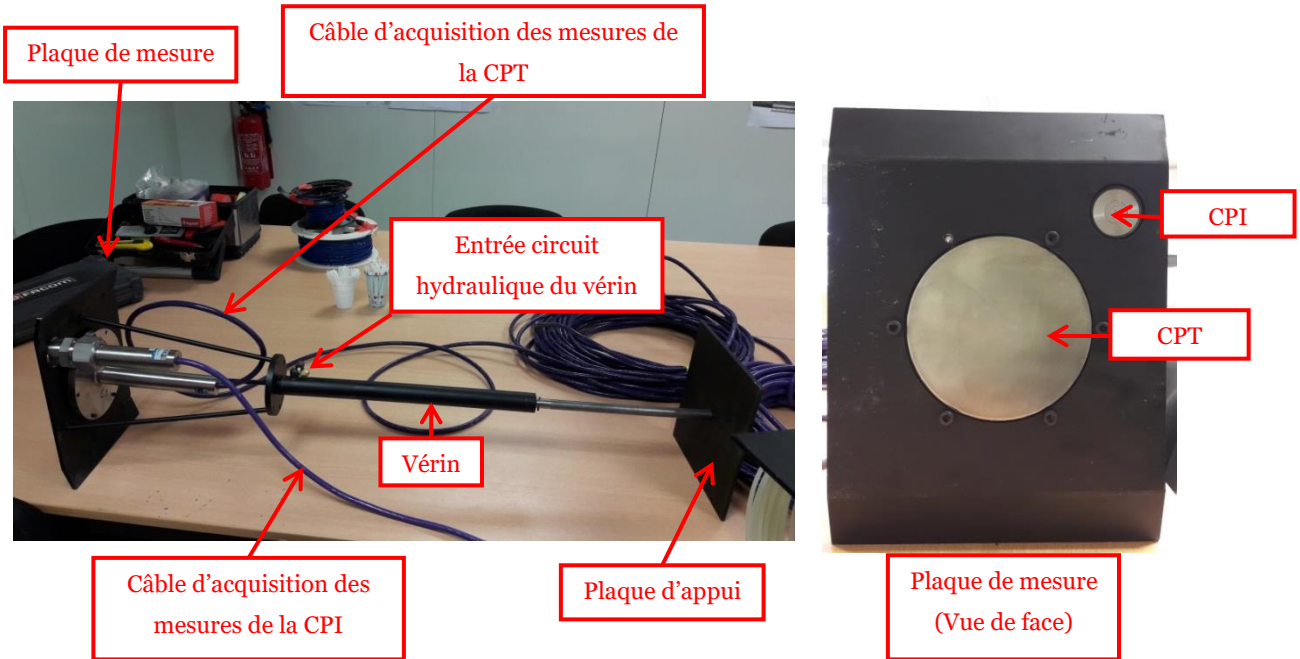 Plaque de mesure
Câble d'acquisition des mesures de
la CPT
Entrée circuit
hydraulique du vérin
FACOM
Vérin
Câble d'acquisition des
mesures de la CPI
Plaque d'appui
CPI
CPT
Plaque de mesure
(Vue de face)